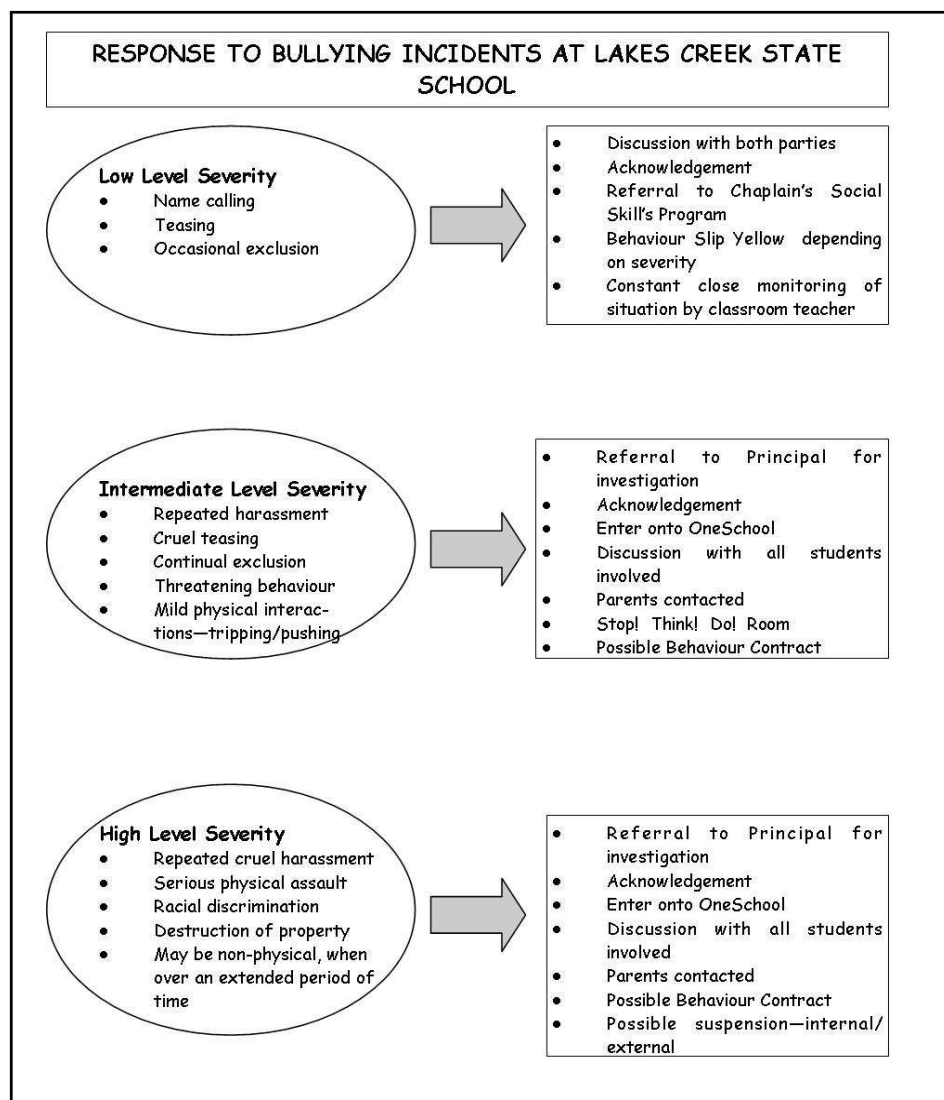 RESPONSE TO BULLYING INCIDENTS AT LAKES CREEK STATE
SCHOOL
Low Level Severity
• Name calling
• Teasing
• Occasional exclusion
• Discussion with both parties
• Acknowledgement
• Referral to Chaplain's Social
Skill's Program
• Behaviour Slip Yellow depending
on severity
• Constant close monitoring of
situation by classroom teacher
Intermediate Level Severity
• Repeated harassment
• Cruel teasing
• Continual exclusion
• Threatening behaviour
• Mild physical interac-
tions—tripping/pushing
• Referral to Principal for
investigation
• Acknowledgement
• Enter onto OneSchool
• Discussion with all students
involved
• Parents contacted
• Stop! Think! Do! Room
• Possible Behaviour Contract
High Level Severity
• Repeated cruel harassment
• Serious physical assault
• Racial discrimination
• Destruction of property
• May be non-physical, when
over an extended period of
time
• Referral to Principal for
investigation
• Acknowledgement
• Enter onto OneSchool
• Discussion with all students
involved
• Parents contacted
• Possible Behaviour Contract
• Possible suspension—internal/
external